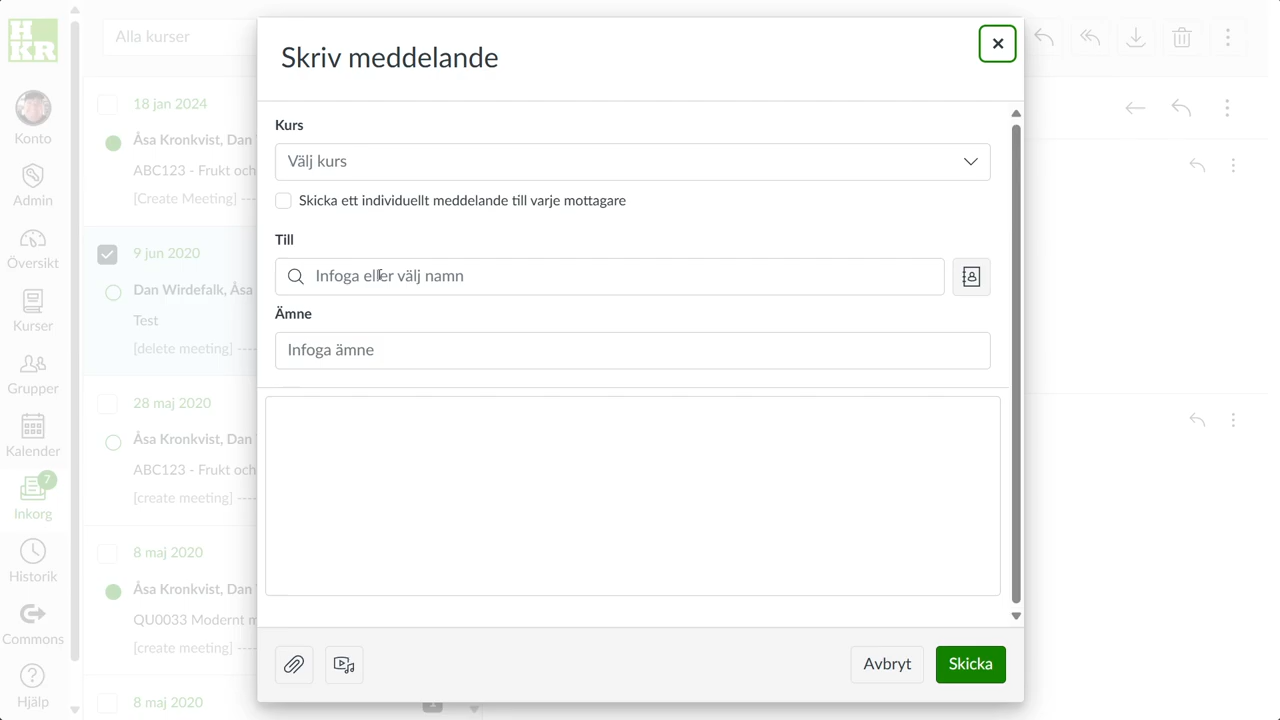 HKR
Konto
Admin
Översikt
Kurser
Grupper
Kalender
7
Inkorg
Historik
Commons
Hjälp
Alla kurser
18 jan 2024
Åsa Kronkvist, Dan
ABC123 - Frukt och
[Create Meeting] ---
9 jun 2020
Dan Wirdefalk, Åsa
Test
[delete meeting] ----
28 maj 2020
Åsa Kronkvist, Dan
ABC123 - Frukt och
[create meeting] ----
8 maj 2020
Åsa Kronkvist, Dan
QU0033 Modernt m
[create meeting] ----
8 maj 2020
Skriv meddelande
Kurs
Välj kurs
Skicka ett individuellt meddelande till varje mottagare
Till
Infoga eller välj namn
Ämne
Infoga ämne
Avbryt
Skicka